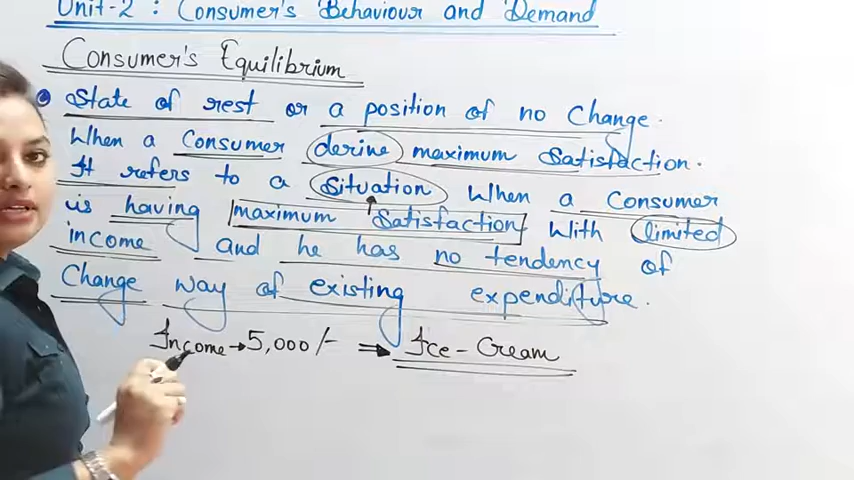 Unit-2 : Consumer's Behaviour and Demand
Consumer's Equilibrium
State of rest or a position of no Change.
When a Consumer derive maximum Satisfaction.
It refers to a situation When a Consumer
is having maximum Satisfaction With limited
income and he has no tendency of
Change way of existing expenditure.
Income→5,000/- ⇒ Ice-Cream